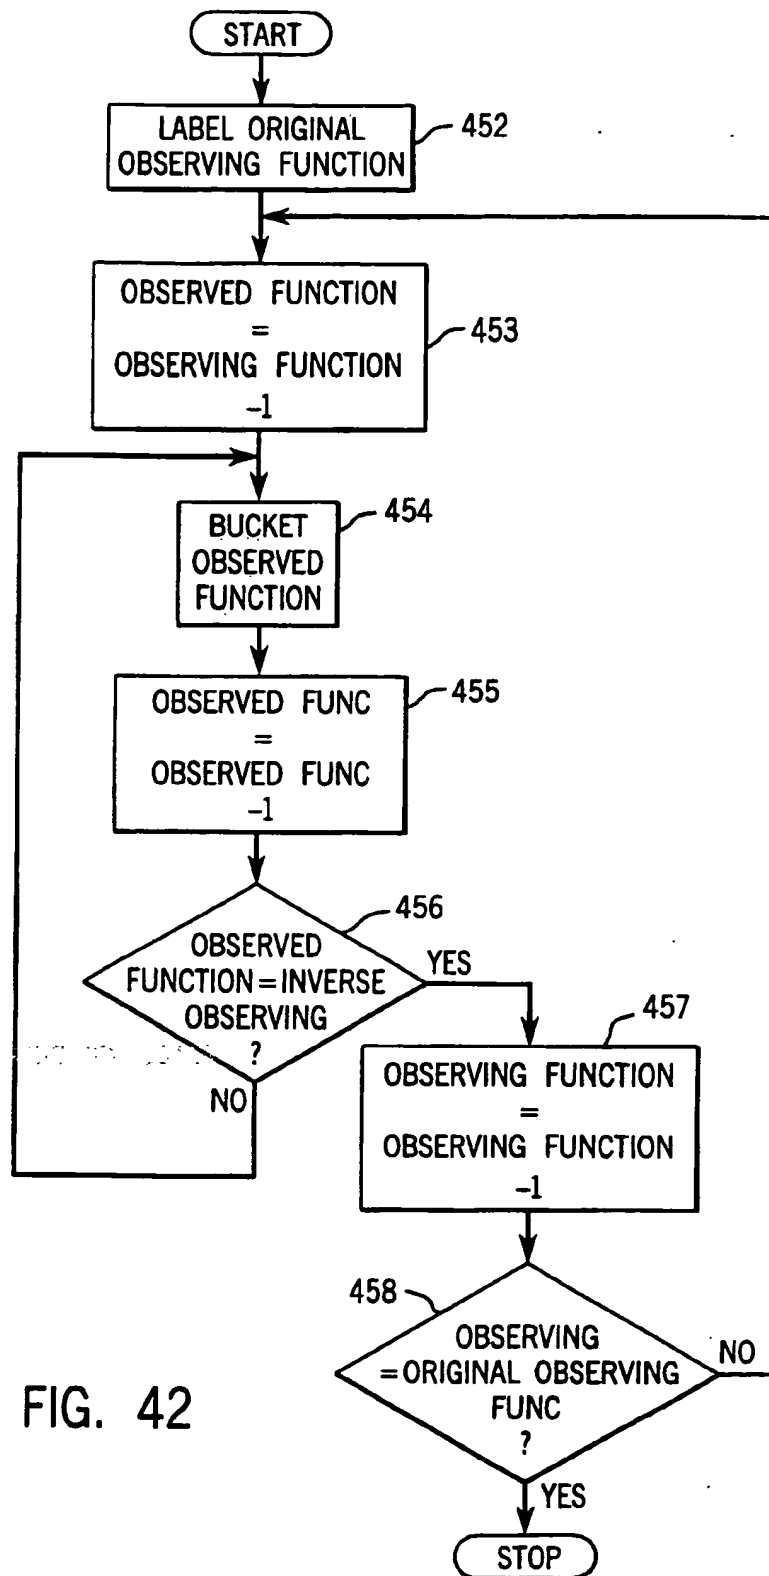 START
LABEL ORIGINAL
OBSERVING FUNCTION
452
OBSERVED FUNCTION
=
OBSERVING FUNCTION
-1
453
BUCKET
OBSERVED
FUNCTION
454
OBSERVED FUNC
=
OBSERVED FUNC
-1
455
OBSERVED
FUNCTION = INVERSE
OBSERVING
?
456
YES
NO
OBSERVING FUNCTION
=
OBSERVING FUNCTION
-1
457
OBSERVING
= ORIGINAL OBSERVING
FUNC
?
458
NO
YES
STOP
FIG. 42